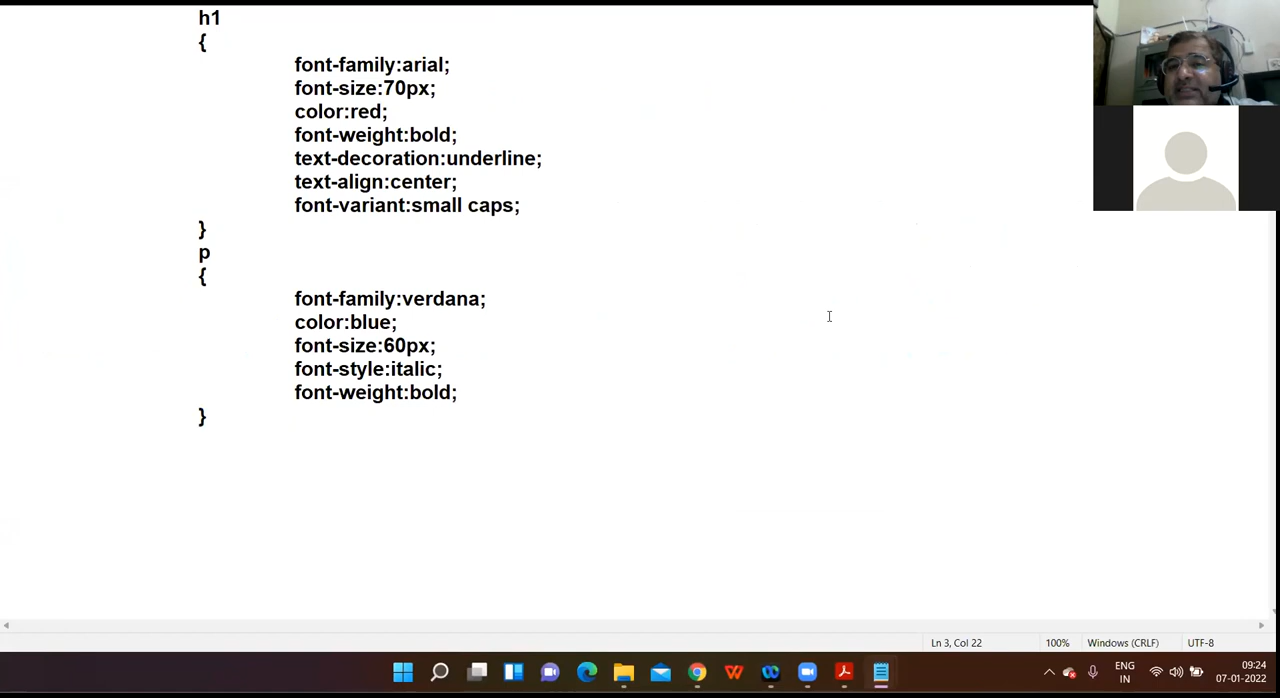 h1
{
font-family:arial;
font-size:70px;
color:red;
font-weight:bold;
text-decoration:underline;
text-align:center;
font-variant:small caps;
}
p
{
font-family:verdana;
color:blue;
font-size:60px;
font-style:italic;
font-weight:bold;
}
Ln 3, Col 22 100% Windows (CRLF) UTF-8
ENG 09:24
IN 07-01-2022